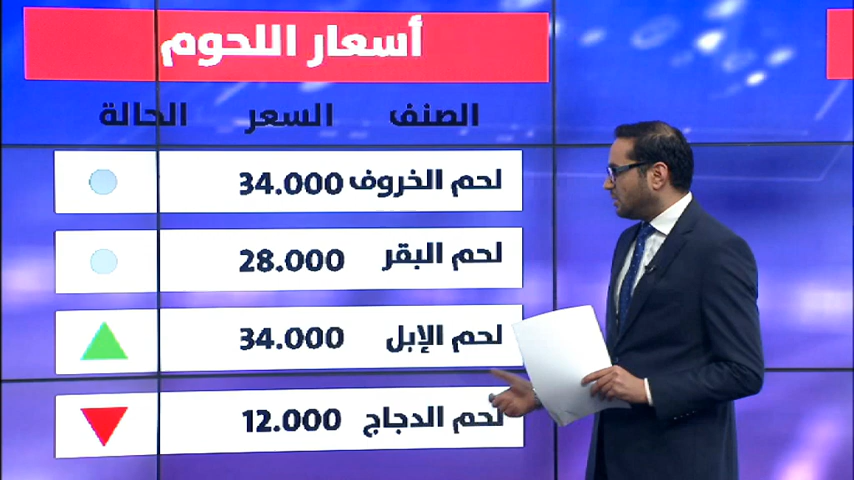 أسعار اللحوم
الصنف السعر الحالة
لحم الخروف 34.000
لحم البقر 28.000
لحم الإبل 34.000
لحم الدجاج 12.000